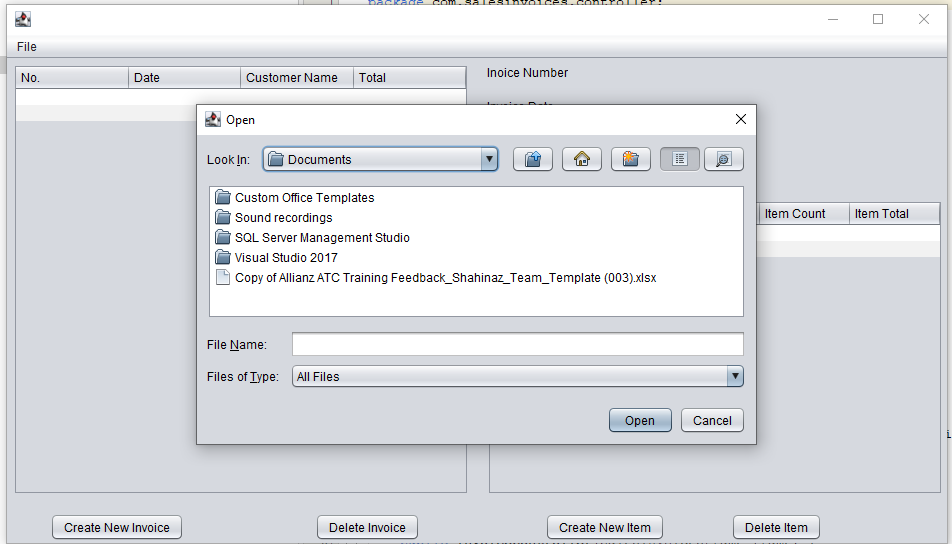 package com.salesinvoices.controller;
File
No. Date Customer Name Total
Inoice Number
Invoice Date
Open
Look In: Documents
Custom Office Templates
Sound recordings
SQL Server Management Studio
Visual Studio 2017
Copy of Allianz ATC Training Feedback_Shahinaz_Team_Template (003).xlsx
Item Count Item Total
File Name:
Files of Type: All Files
Open Cancel
Create New Invoice Delete Invoice Create New Item Delete Item